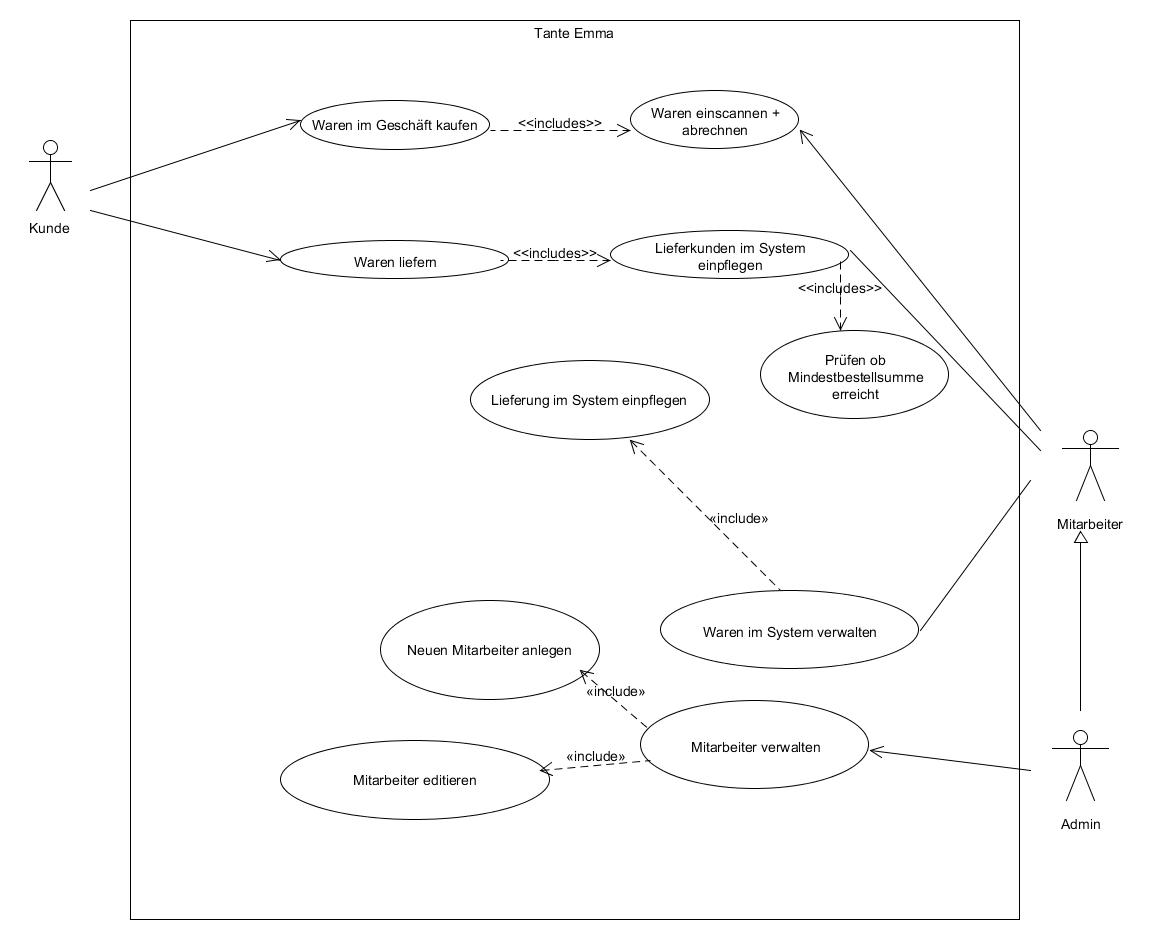 Tante Emma
Waren im Geschäft kaufen
<<includes>>
Waren einscannen +
abrechnen
Kunde
Waren liefern
<<includes>>
Lieferkunden im System
einpflegen
<<includes>>
Prüfen ob
Mindestbestellsumme
erreicht
Lieferung im System einpflegen
«include»
Mitarbeiter
Waren im System verwalten
Neuen Mitarbeiter anlegen
«include»
Mitarbeiter verwalten
«include»
Mitarbeiter editieren
Admin